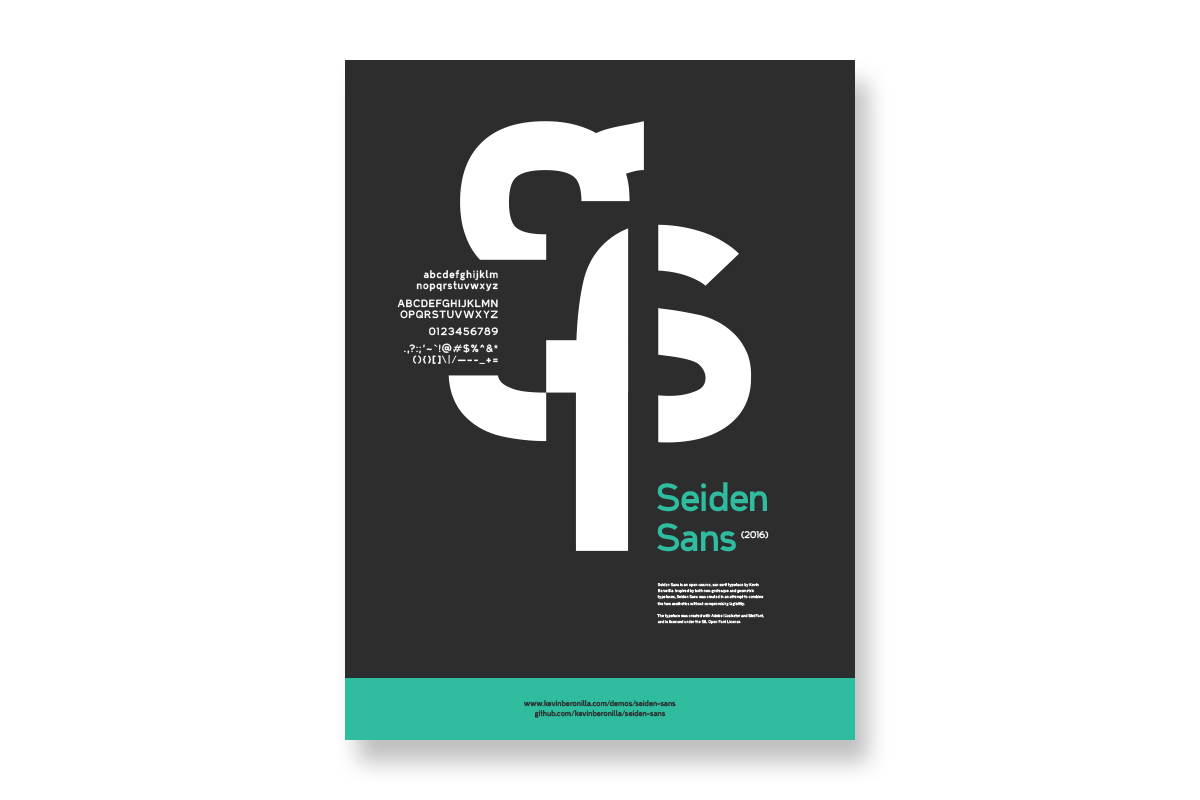 abcdefghijklm
nopqrstuvwxyz
ABCDEFGHIJKLMN
OPQRSTUVWXYZ
0123456789
.,?:;'~`!@#$%^&*
(){}[]\|/—–-_+=
Seiden
Sans (2016)
Seiden Sans is an open-source, san-serif typeface by Kevin
Beronilla. Inspired by both neo-grotesque and geometric
typefaces, Seiden Sans was created in an attempt to combine
the two aesthetics without compromising legibility.
The typeface was created with Adobe Illustrator and BirdFont,
and is licensed under the SIL Open Font License.
www.kevinberonilla.com/demos/seiden-sans
github.com/kevinberonilla/seiden-sans